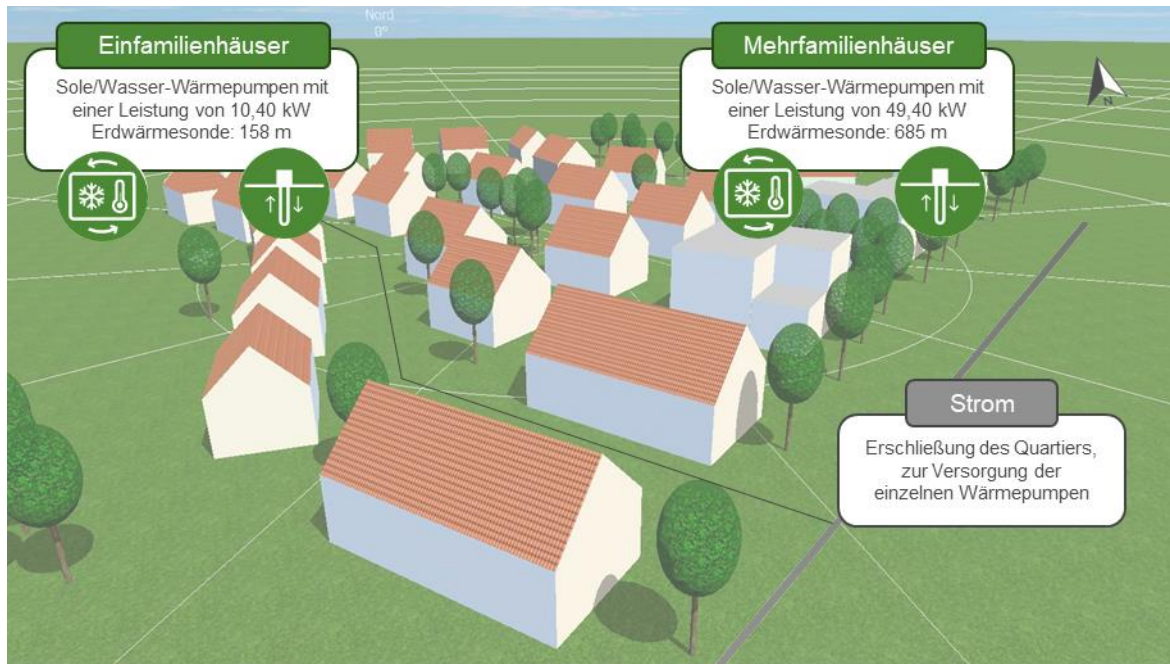 Nord
0°
Einfamilienhäuser
Sole/Wasser-Wärmepumpen mit
einer Leistung von 10,40 kW
Erdwärmesonde: 158 m
Mehrfamilienhäuser
Sole/Wasser-Wärmepumpen mit
einer Leistung von 49,40 kW
Erdwärmesonde: 685 m
N
Strom
Erschließung des Quartiers,
zur Versorgung der
einzelnen Wärmepumpen